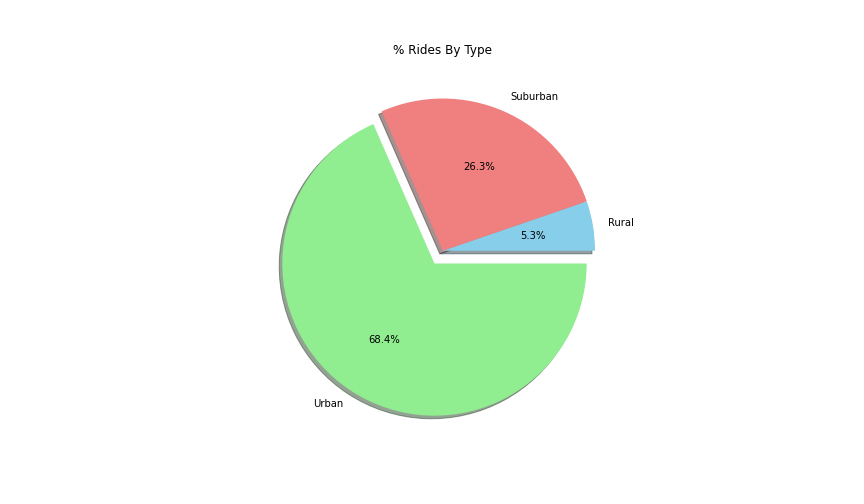 % Rides By Type
Suburban
26.3%
Rural
5.3%
68.4%
Urban